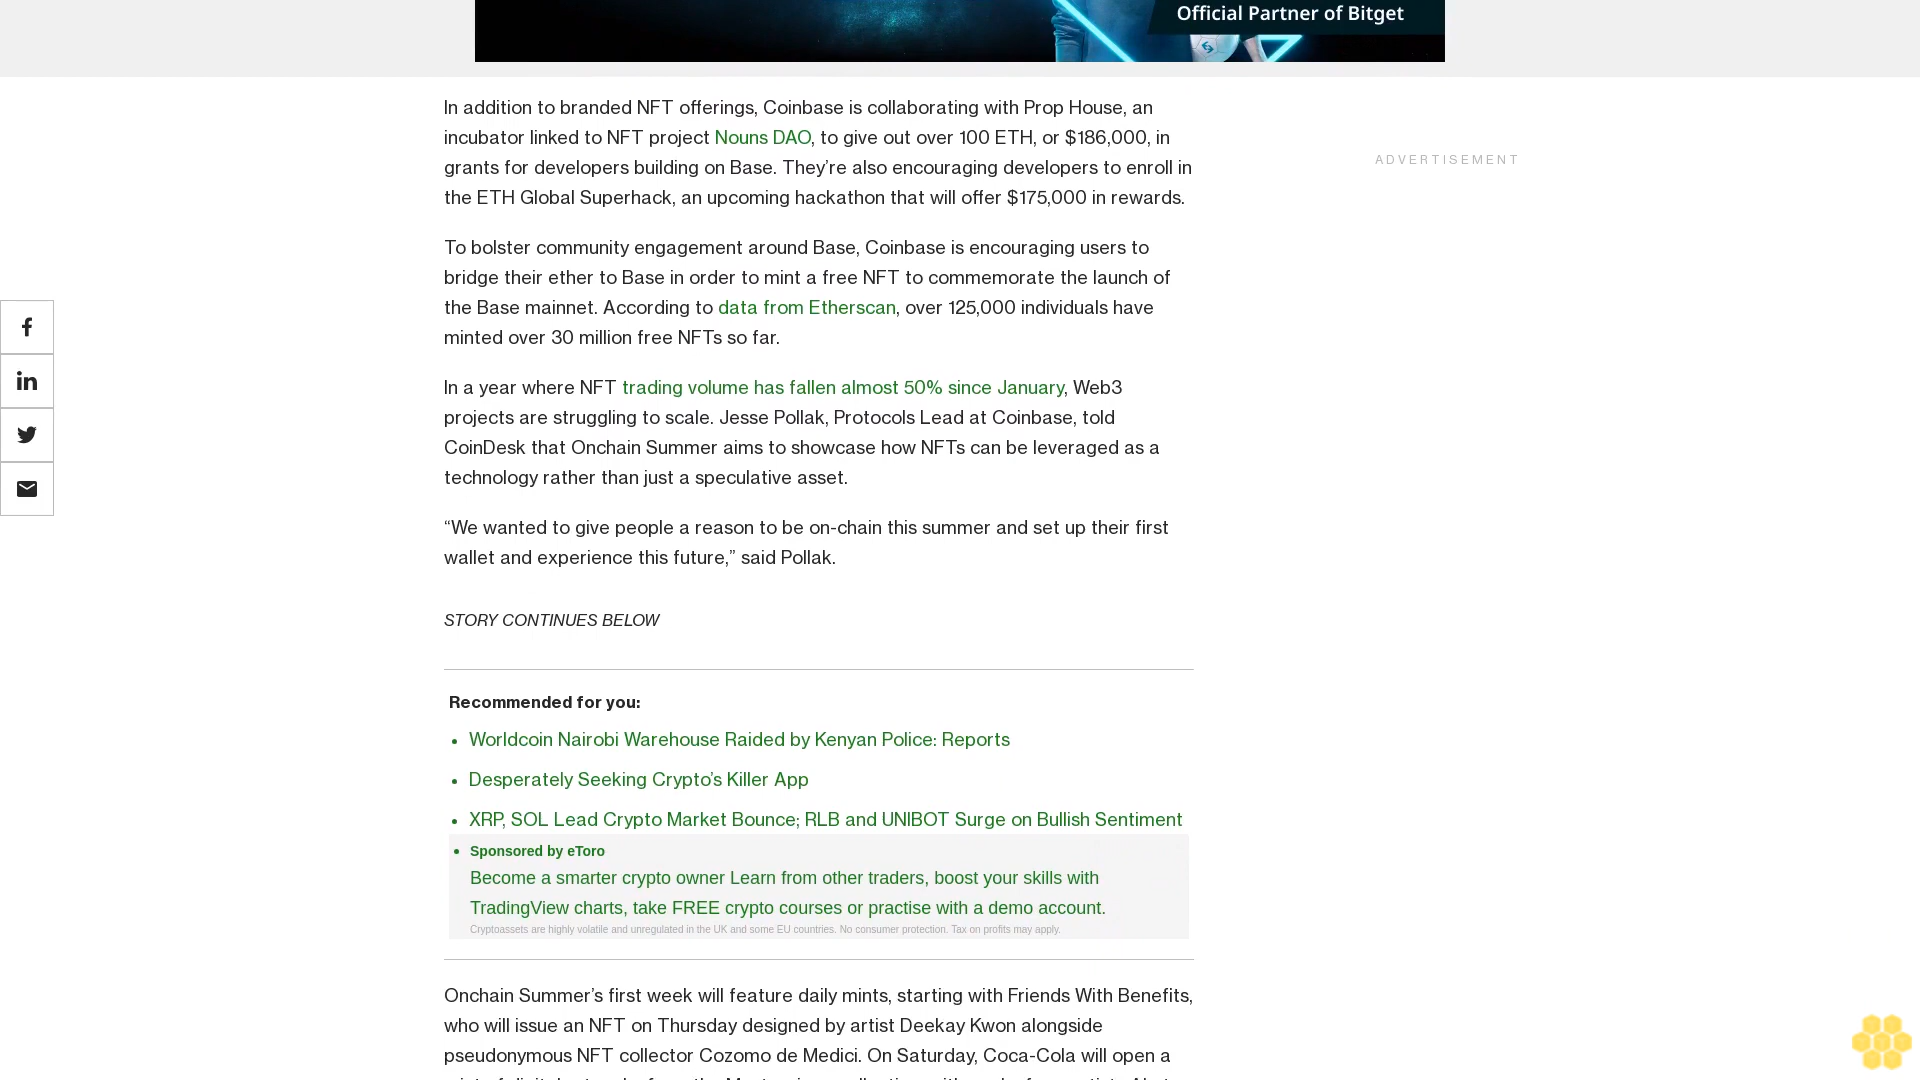 Official Partner of Bitget
In addition to branded NFT offerings, Coinbase is collaborating with Prop House, an
incubator linked to NFT project Nouns DAO, to give out over 100 ETH, or $186,000, in
grants for developers building on Base. They’re also encouraging developers to enroll in
the ETH Global Superhack, an upcoming hackathon that will offer $175,000 in rewards.
ADVERTISEMENT
To bolster community engagement around Base, Coinbase is encouraging users to
bridge their ether to Base in order to mint a free NFT to commemorate the launch of
the Base mainnet. According to data from Etherscan, over 125,000 individuals have
minted over 30 million free NFTs so far.
In a year where NFT trading volume has fallen almost 50% since January, Web3
projects are struggling to scale. Jesse Pollak, Protocols Lead at Coinbase, told
CoinDesk that Onchain Summer aims to showcase how NFTs can be leveraged as a
technology rather than just a speculative asset.
“We wanted to give people a reason to be on-chain this summer and set up their first
wallet and experience this future,” said Pollak.
STORY CONTINUES BELOW
Recommended for you:
• Worldcoin Nairobi Warehouse Raided by Kenyan Police: Reports
• Desperately Seeking Crypto’s Killer App
• XRP, SOL Lead Crypto Market Bounce; RLB and UNIBOT Surge on Bullish Sentiment
• Sponsored by eToro
Become a smarter crypto owner Learn from other traders, boost your skills with
TradingView charts, take FREE crypto courses or practise with a demo account.
Cryptoassets are highly volatile and unregulated in the UK and some EU countries. No consumer protection. Tax on profits may apply.
Onchain Summer’s first week will feature daily mints, starting with Friends With Benefits,
who will issue an NFT on Thursday designed by artist Deekay Kwon alongside
pseudonymous NFT collector Cozomo de Medici. On Saturday, Coca-Cola will open a